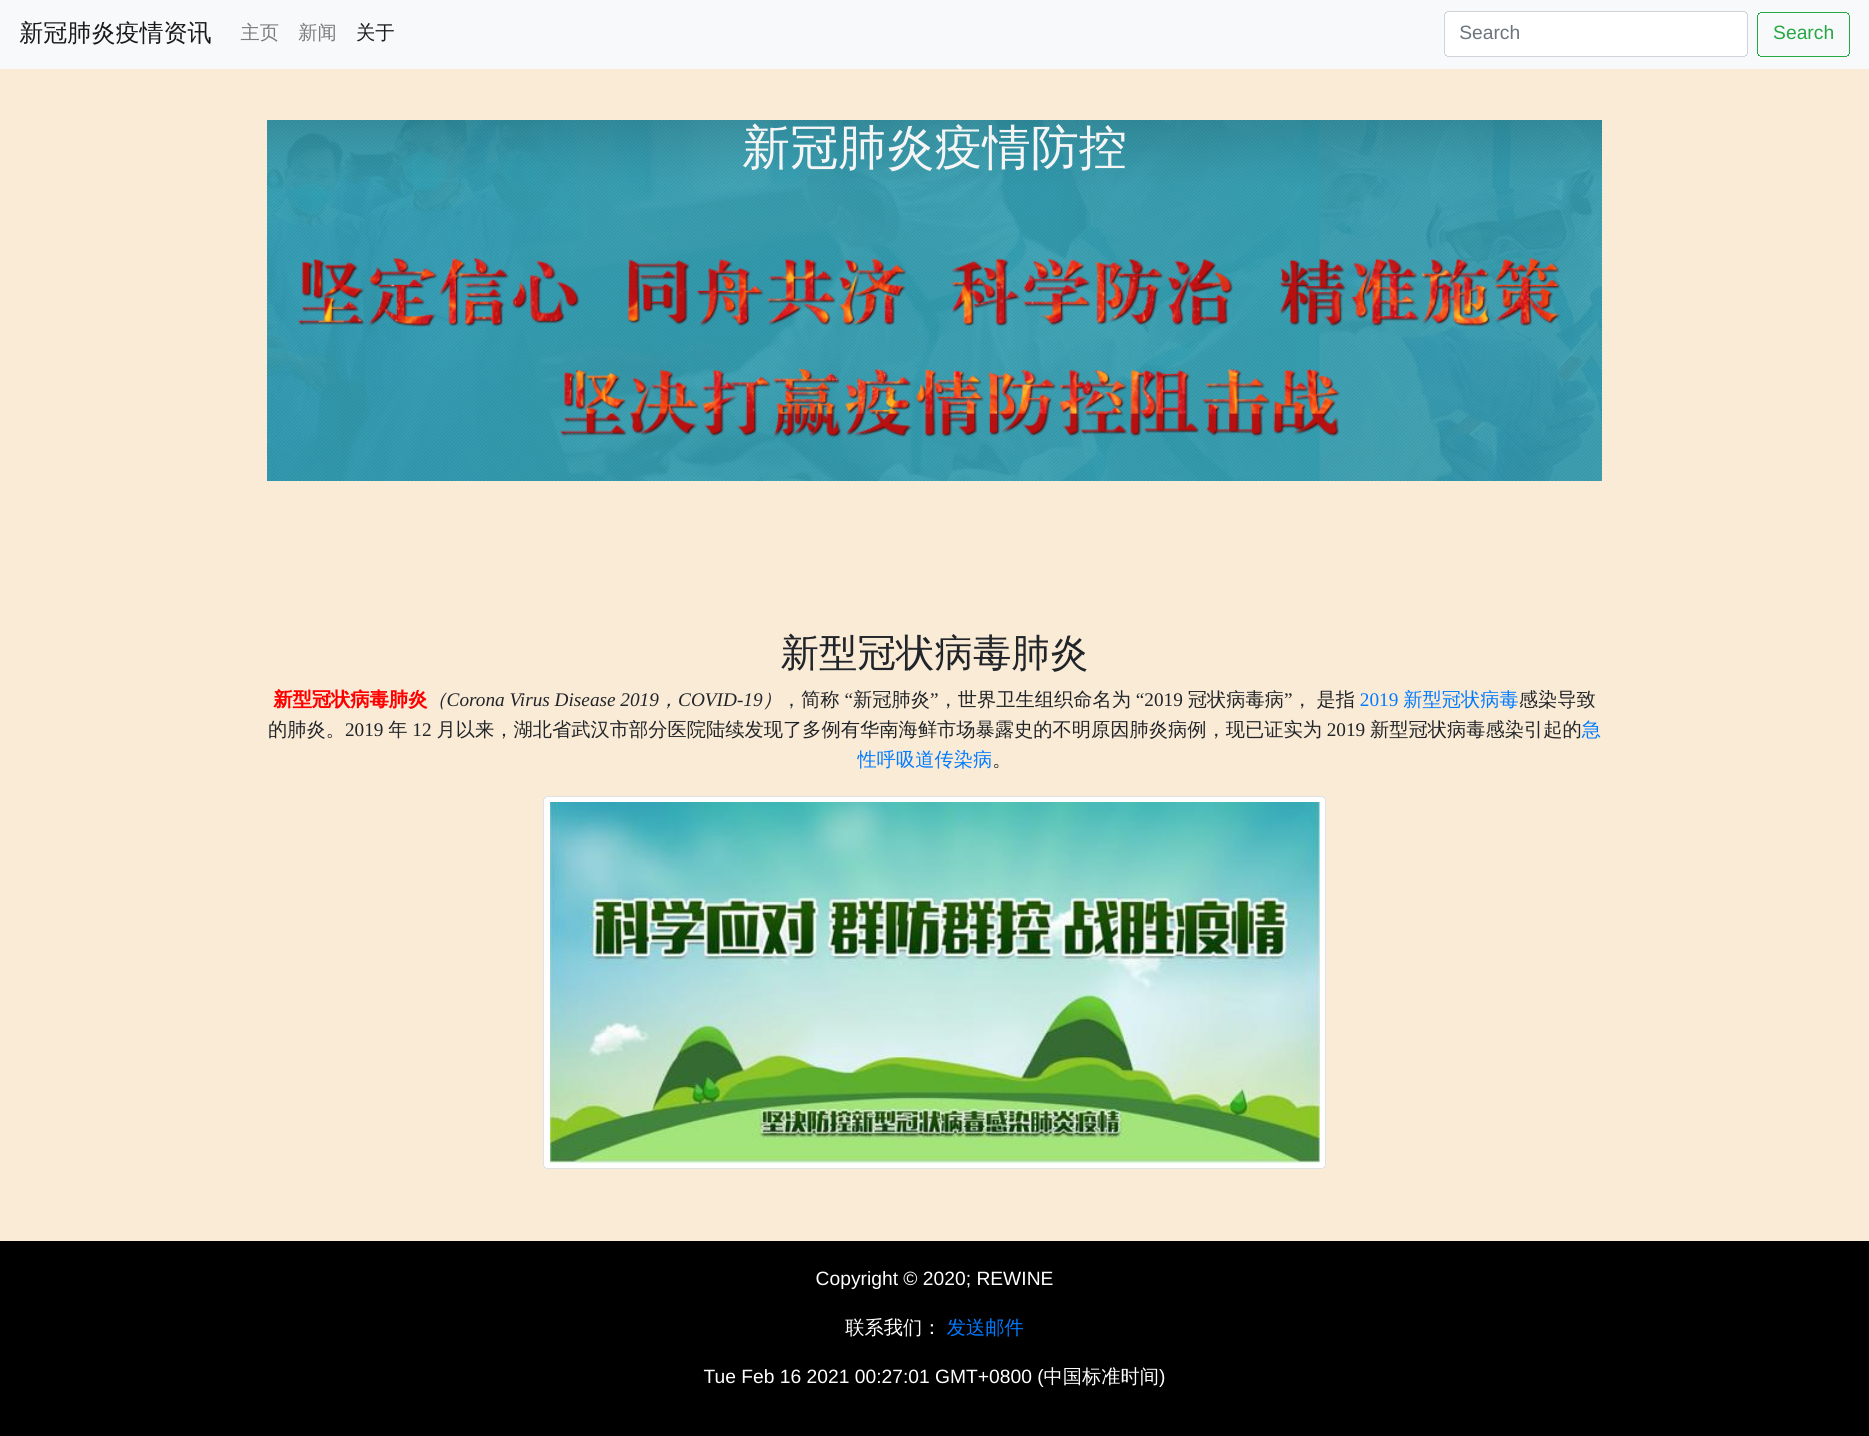 新冠肺炎疫情资讯 主页 新闻 关于 Search Search
新冠肺炎疫情防控
坚定信心 同舟共济 科学防治 精准施策
坚决打赢疫情防控阻击战
新型冠状病毒肺炎
新型冠状病毒肺炎（Corona Virus Disease 2019，COVID-19），简称 “新冠肺炎”，世界卫生组织命名为 “2019 冠状病毒病”， 是指 2019 新型冠状病毒感染导致
的肺炎。2019 年 12 月以来，湖北省武汉市部分医院陆续发现了多例有华南海鲜市场暴露史的不明原因肺炎病例，现已证实为 2019 新型冠状病毒感染引起的急
性呼吸道传染病。
科学应对 群防群控 战胜疫情
坚决防控新型冠状病毒感染肺炎疫情
Copyright © 2020; REWINE
联系我们： 发送邮件
Tue Feb 16 2021 00:27:01 GMT+0800 (中国标准时间)